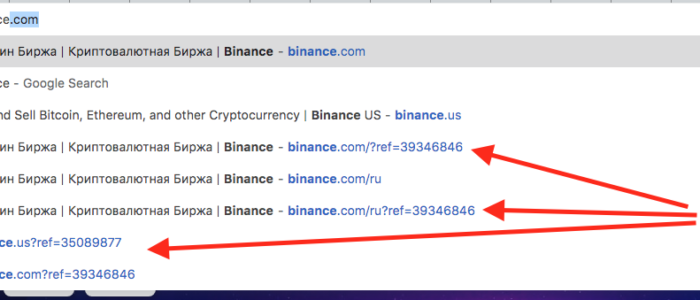 e.com
ин Биржа | Криптовалютная Биржа | Binance - binance.com
ce - Google Search
nd Sell Bitcoin, Ethereum, and other Cryptocurrency | Binance US - binance.us
ин Биржа | Криптовалютная Биржа | Binance - binance.com/?ref=39346846
ин Биржа | Криптовалютная Биржа | Binance - binance.com/ru
ин Биржа | Криптовалютная Биржа | Binance - binance.com/ru?ref=39346846
ce.us?ref=35089877
ce.com?ref=39346846